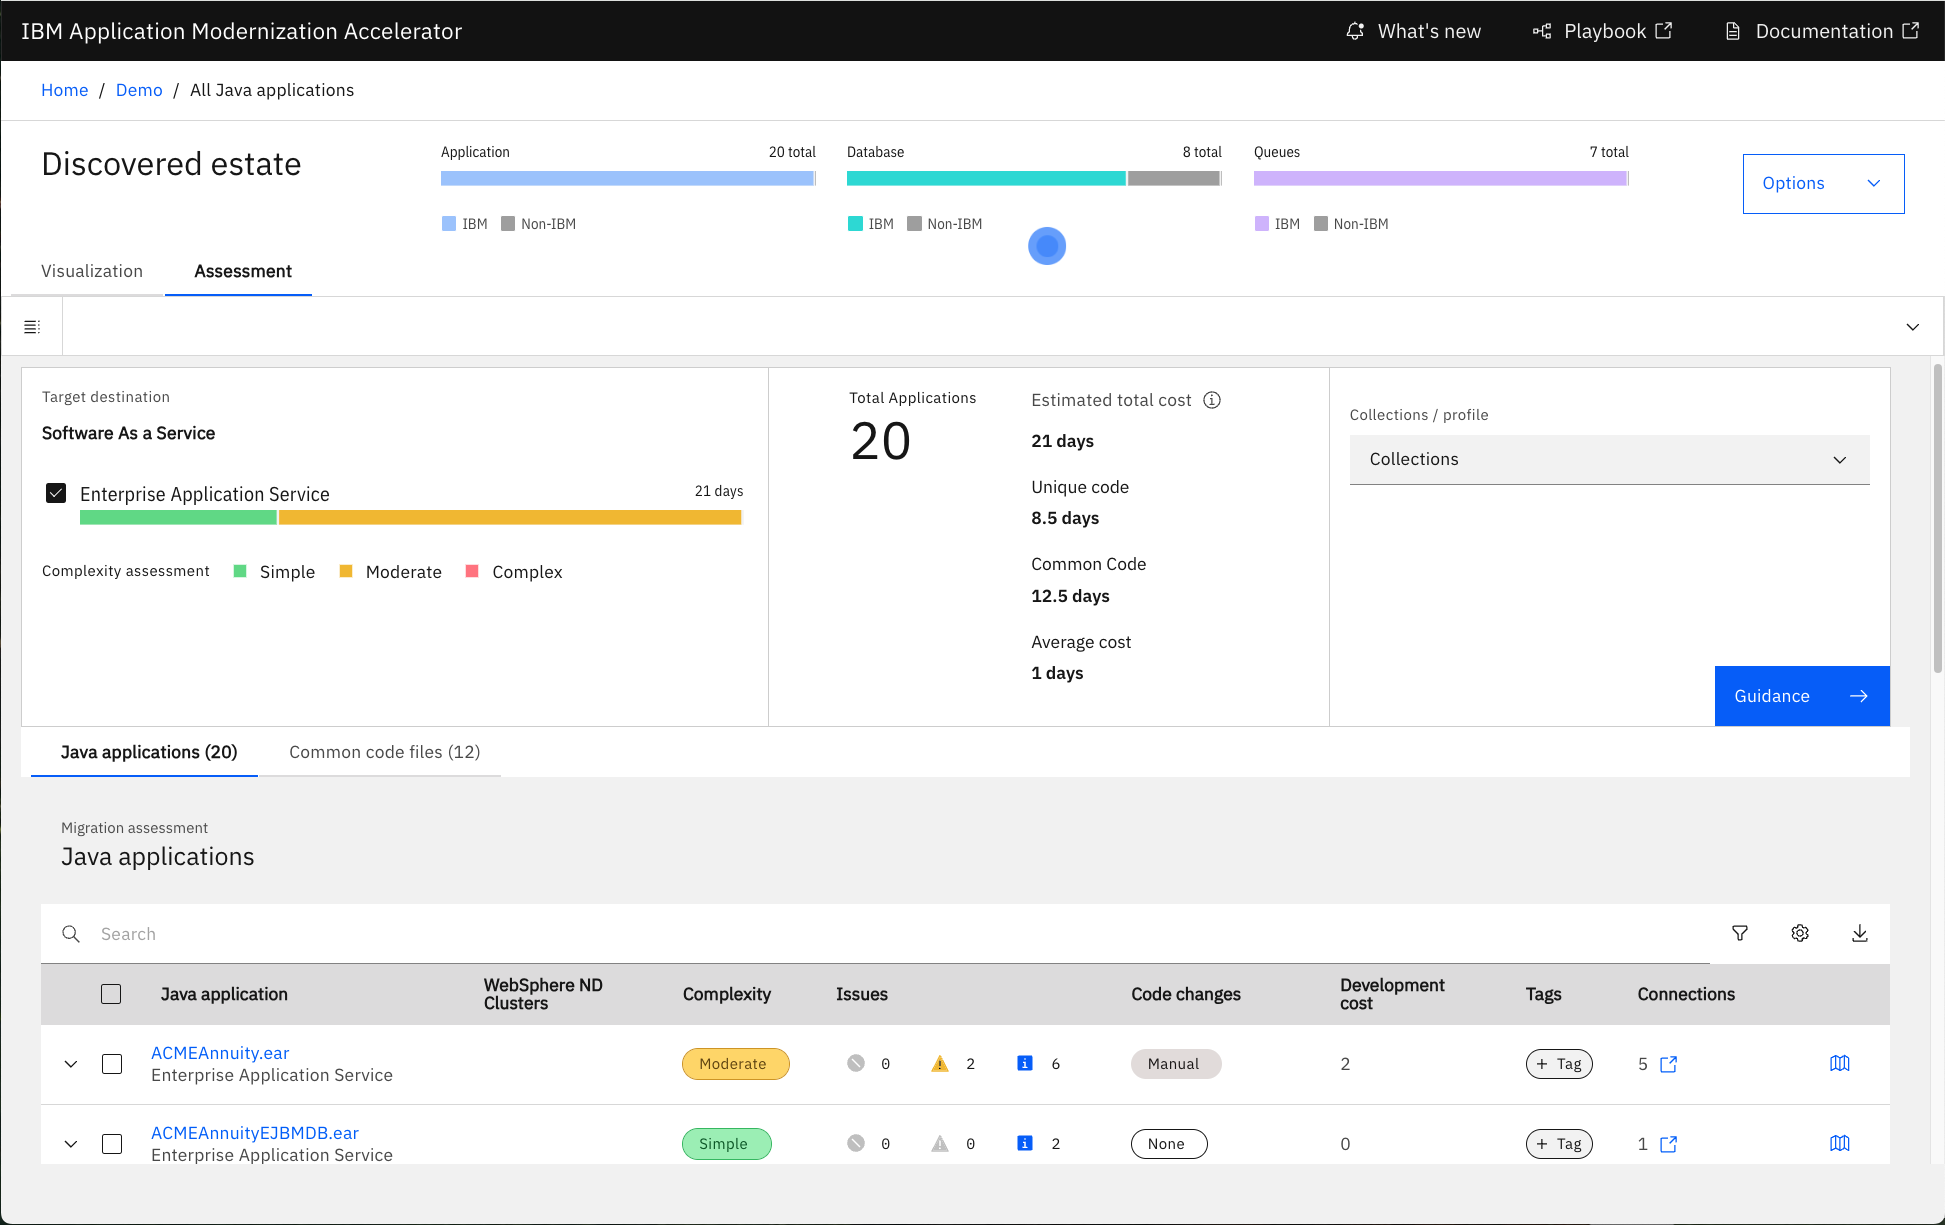 IBM Application Modernization Accelerator
What's new
Playbook
Documentation
Home / Demo / All Java applications
Discovered estate
Application 20 total
IBM Non-IBM
Database 8 total
IBM Non-IBM
Queues 7 total
IBM Non-IBM
Options
Visualization
Assessment
Target destination
Software As a Service
Enterprise Application Service 21 days
Complexity assessment Simple Moderate Complex
Total Applications
20
Estimated total cost
21 days
Unique code
8.5 days
Common Code
12.5 days
Average cost
1 days
Collections / profile
Collections
Guidance
Java applications (20)
Common code files (12)
Migration assessment
Java applications
Search
Java application
WebSphere ND
Clusters
Complexity
Issues
Code changes
Development
cost
Tags
Connections
ACMEAnnuity.ear
Enterprise Application Service
Moderate 0 2 6 Manual 2 + Tag 5
ACMEAnnuityEJBMDB.ear
Enterprise Application Service
Simple 0 0 2 None 0 + Tag 1